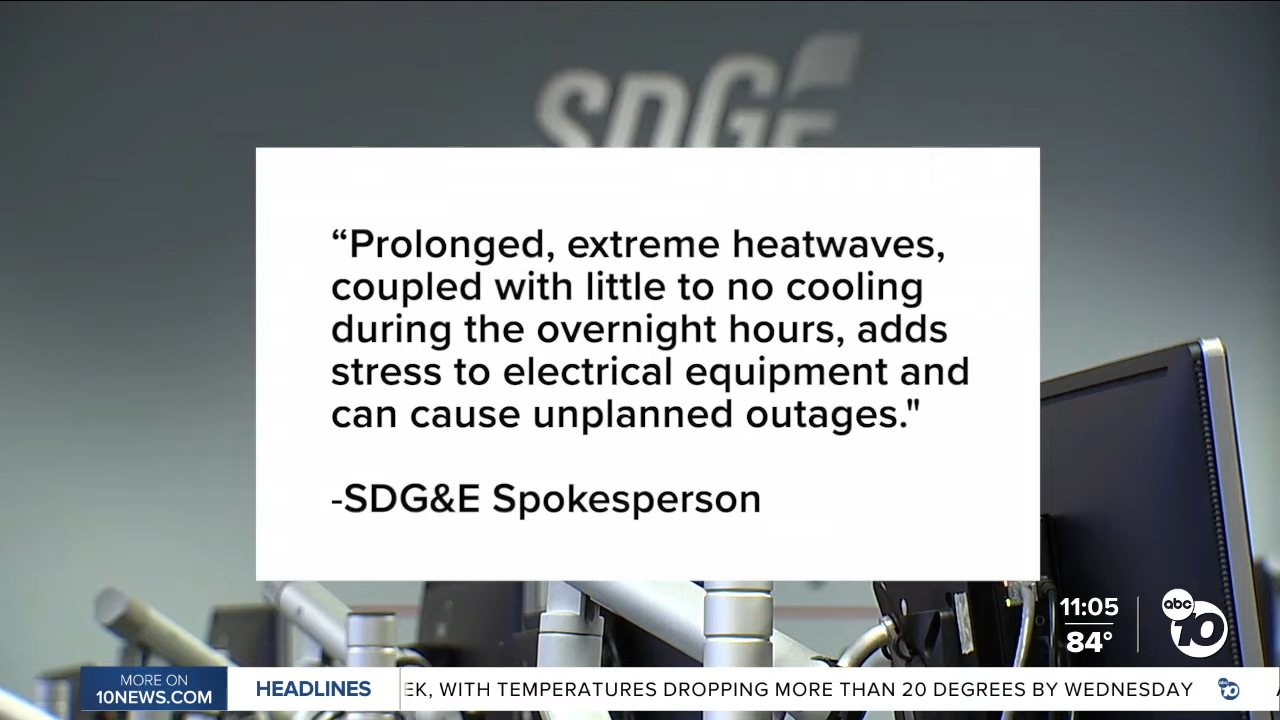 SDGE
“Prolonged, extreme heatwaves,
coupled with little to no cooling
during the overnight hours, adds
stress to electrical equipment and
can cause unplanned outages."
-SDG&E Spokesperson
11:05
84°
abc
10
MORE ON
10NEWS.COM
HEADLINES
EK, WITH TEMPERATURES DROPPING MORE THAN 20 DEGREES BY WEDNESDAY
abc 10